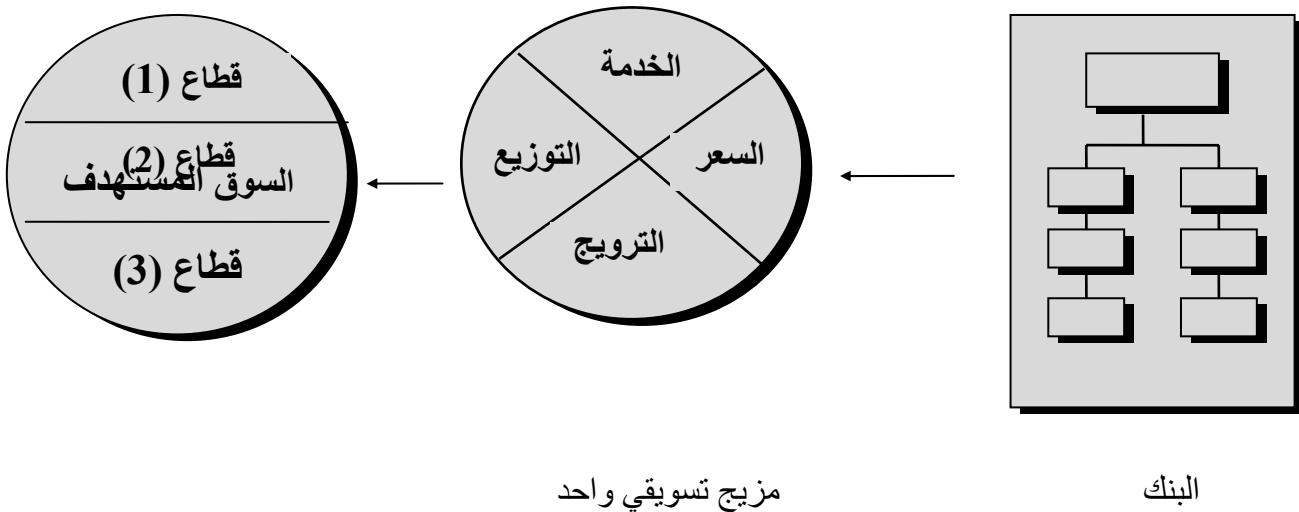 قطاع (1)
قطاع (2)
السوق المستهدف
قطاع (3)
الخدمة
السعر
التوزيع
الترويج
البنك
مزيج تسويقي واحد